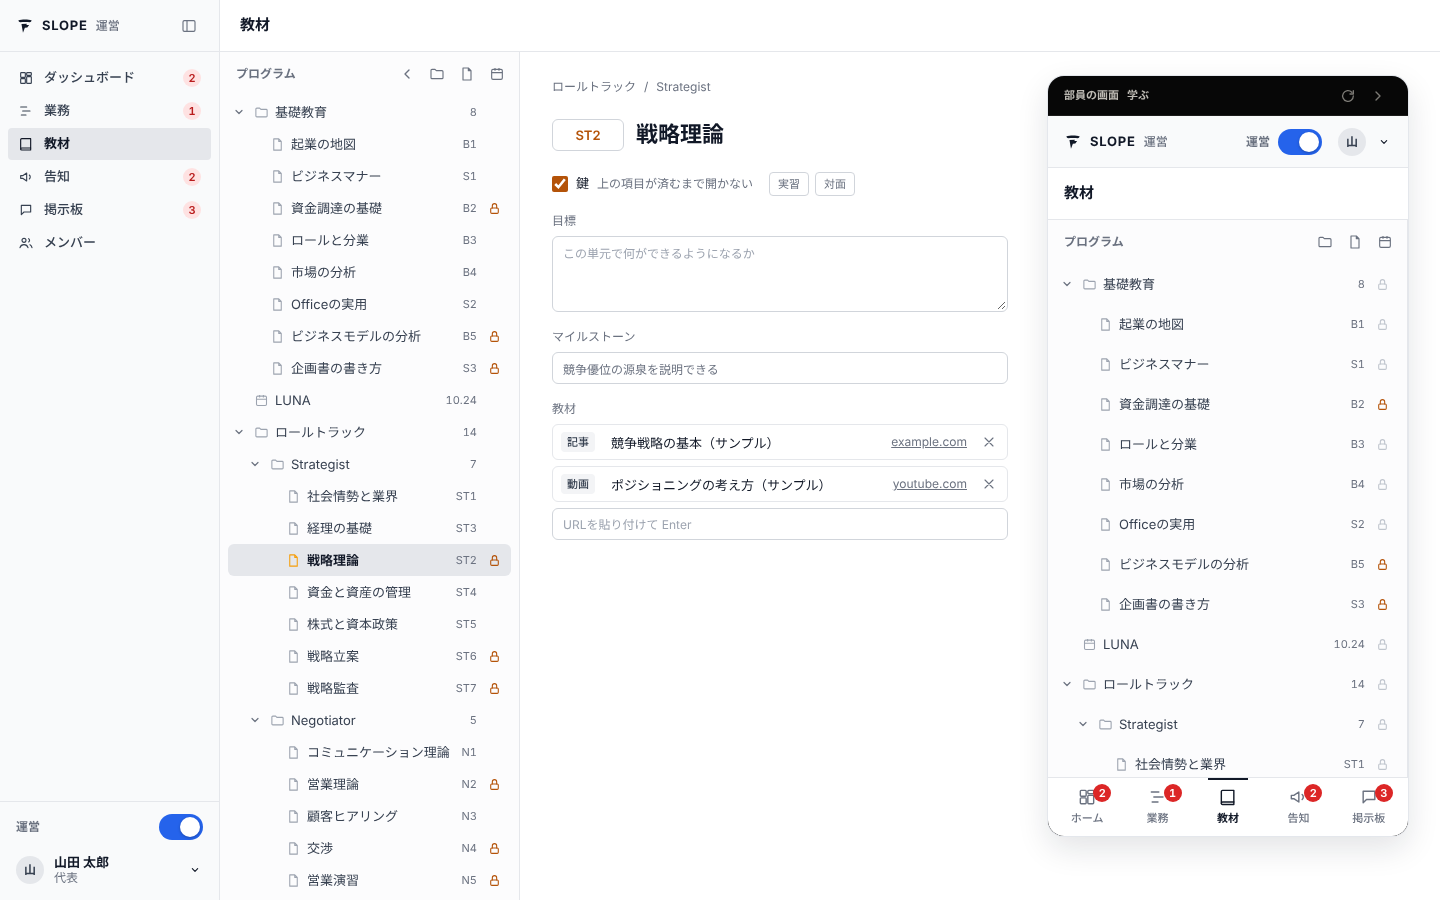 SLOPE 運営
ダッシュボード 2
業務 1
教材
告知 2
掲示板 3
メンバー
運営
山
山田 太郎
代表
教材
プログラム
基礎教育 8
起業の地図 B1
ビジネスマナー S1
資金調達の基礎 B2
ロールと分業 B3
市場の分析 B4
Officeの実用 S2
ビジネスモデルの分析 B5
企画書の書き方 S3
LUNA 10.24
ロールトラック 14
Strategist 7
社会情勢と業界 ST1
経理の基礎 ST3
戦略理論 ST2
資金と資産の管理 ST4
株式と資本政策 ST5
戦略立案 ST6
戦略監査 ST7
Negotiator 5
コミュニケーション理論 N1
営業理論 N2
顧客ヒアリング N3
交渉 N4
営業演習 N5
ロールトラック / Strategist
ST2 戦略理論
鍵 上の項目が済むまで開かない 実習 対面
目標
この単元で何ができるようになるか
マイルストーン
競争優位の源泉を説明できる
教材
記事 競争戦略の基本（サンプル） example.com
動画 ポジショニングの考え方（サンプル） youtube.com
URLを貼り付けて Enter
部員の画面 学ぶ
SLOPE 運営 運営 山
教材
プログラム
基礎教育 8
起業の地図 B1
ビジネスマナー S1
資金調達の基礎 B2
ロールと分業 B3
市場の分析 B4
Officeの実用 S2
ビジネスモデルの分析 B5
企画書の書き方 S3
LUNA 10.24
ロールトラック 14
Strategist 7
社会情勢と業界 ST1
2 1 2 3
ホーム 業務 教材 告知 掲示板